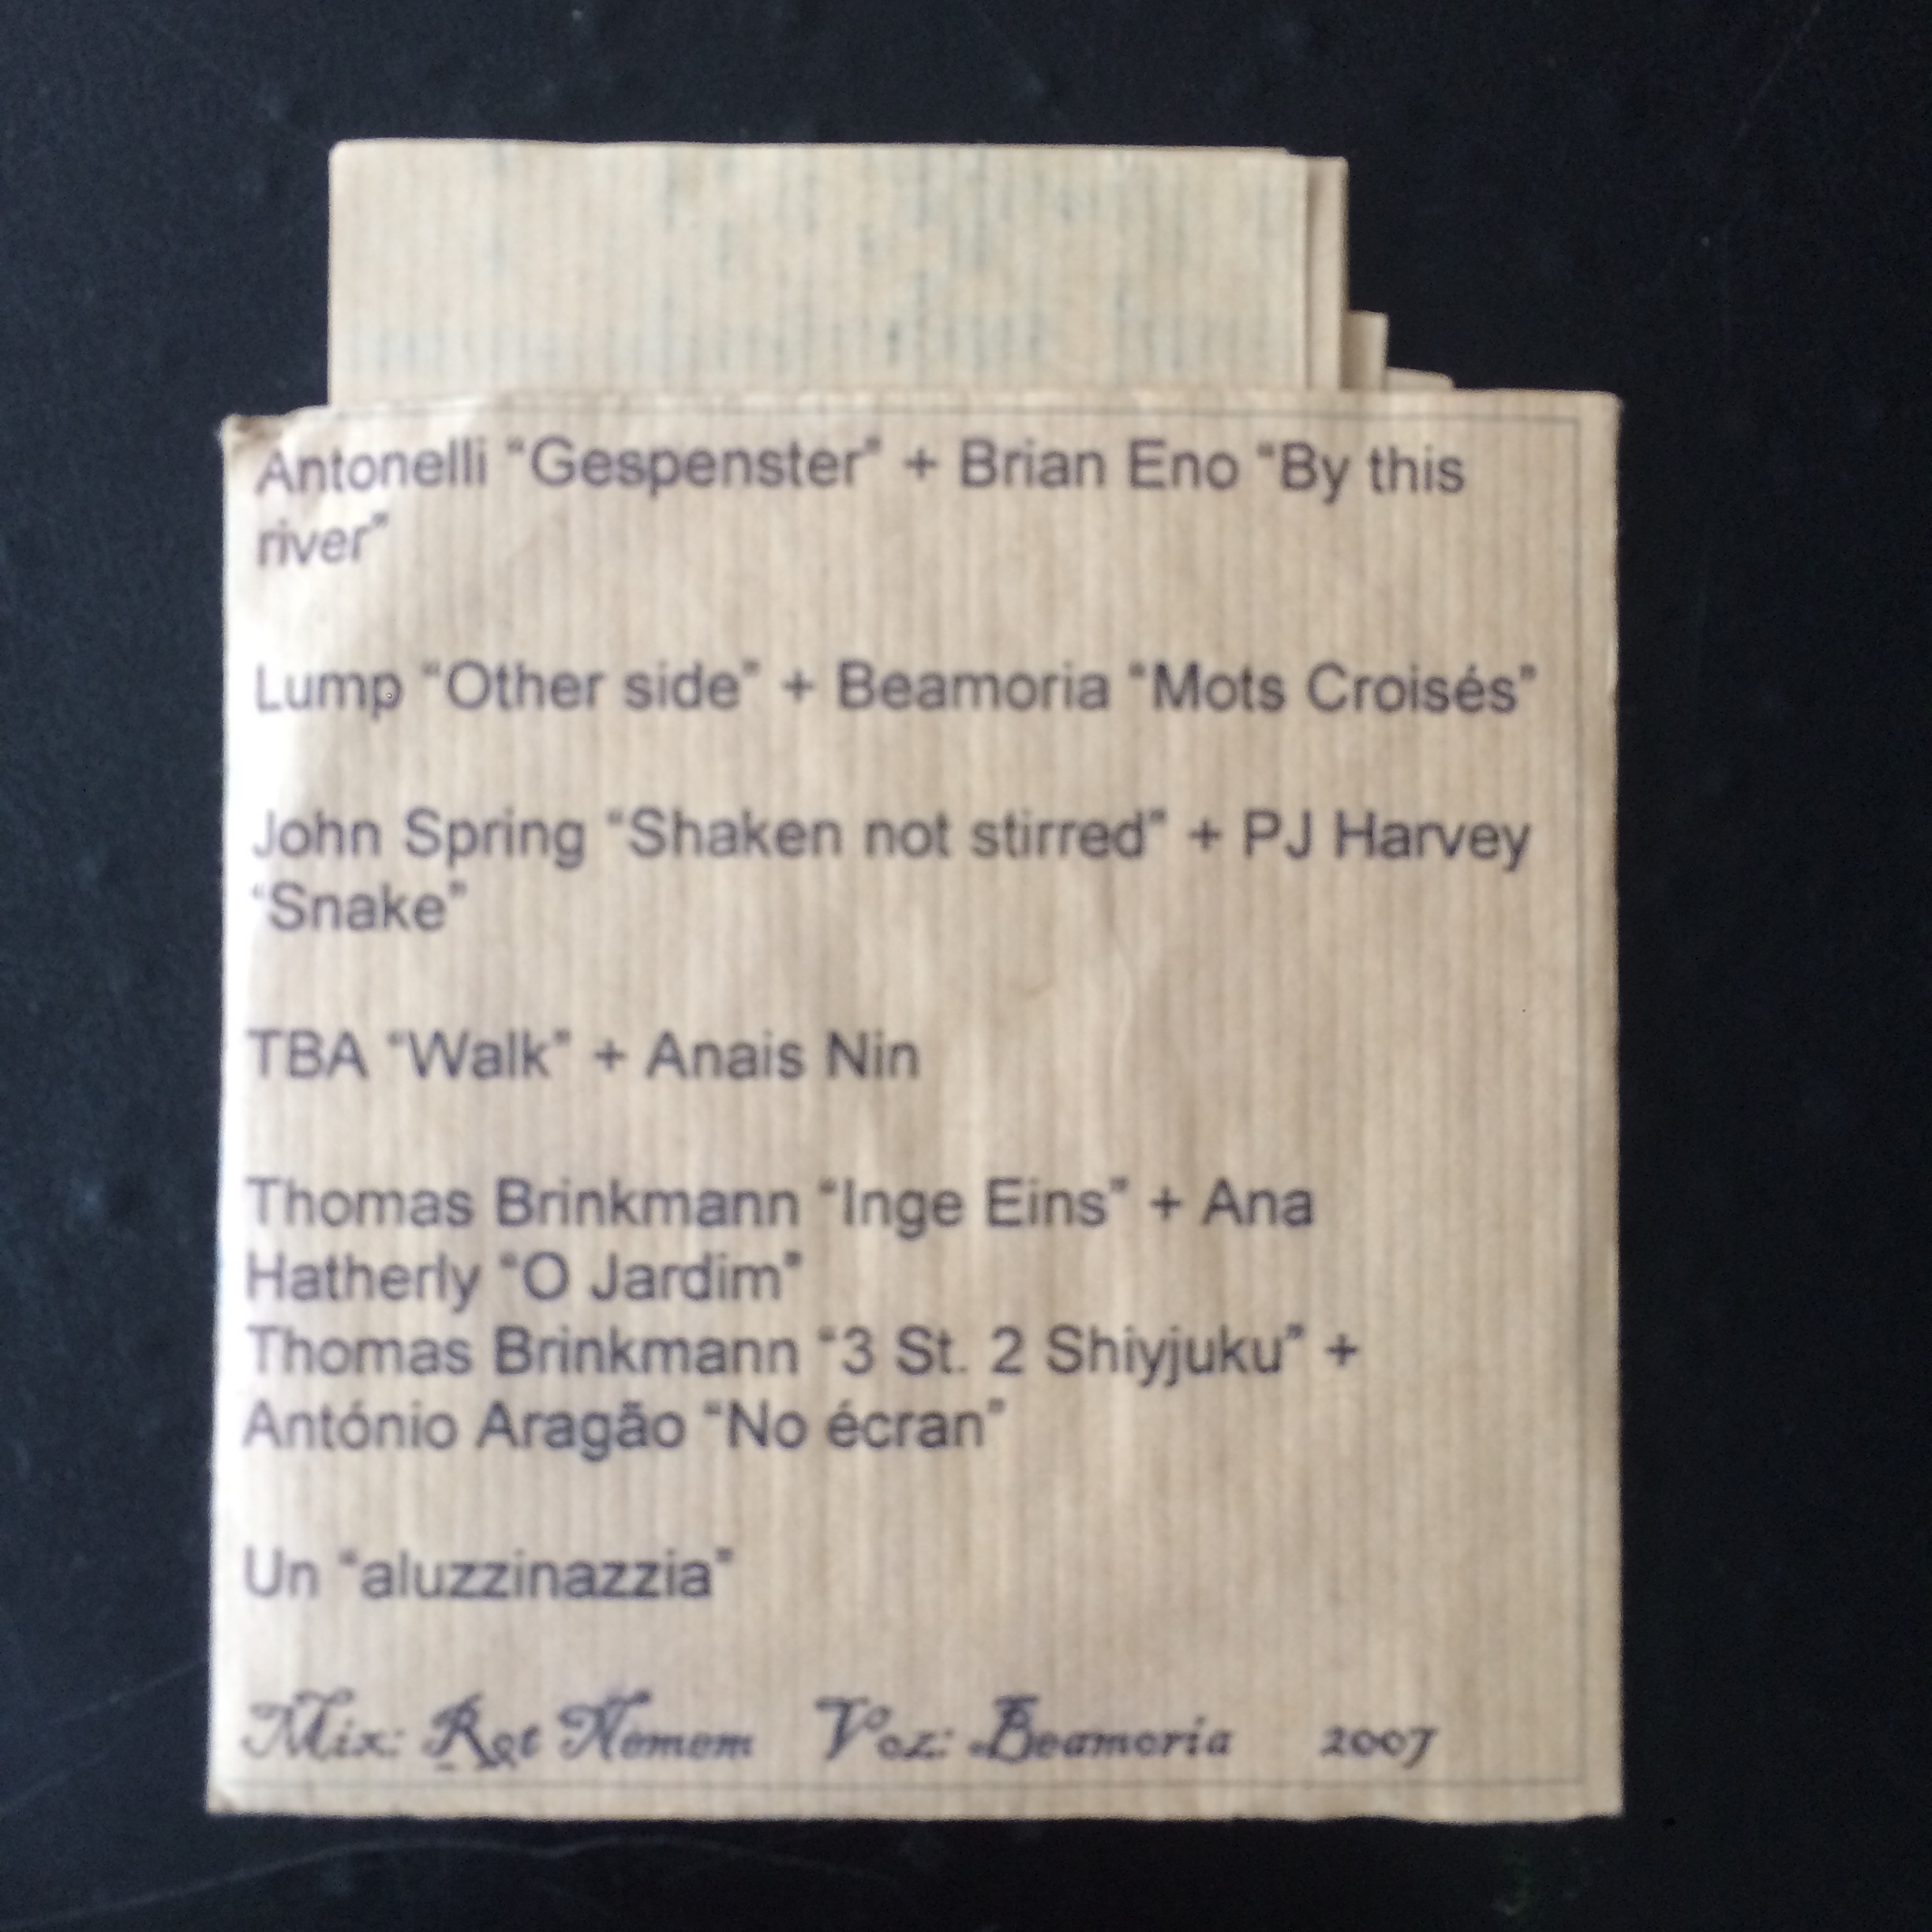 Antonelli “Gespenster” + Brian Eno “By this
river”
Lump “Other side” + Beamoria “Mots Croisés”
John Spring “Shaken not stirred” + PJ Harvey
“Snake”
TBA “Walk” + Anais Nin
Thomas Brinkmann “Inge Eins” + Ana
Hatherly “O Jardim”
Thomas Brinkmann “3 St. 2 Shiyjuku” +
António Aragão “No écran”
Un “aluzzinazzia”
Mix: Rqt Nemem Voz: Beamoria 2007